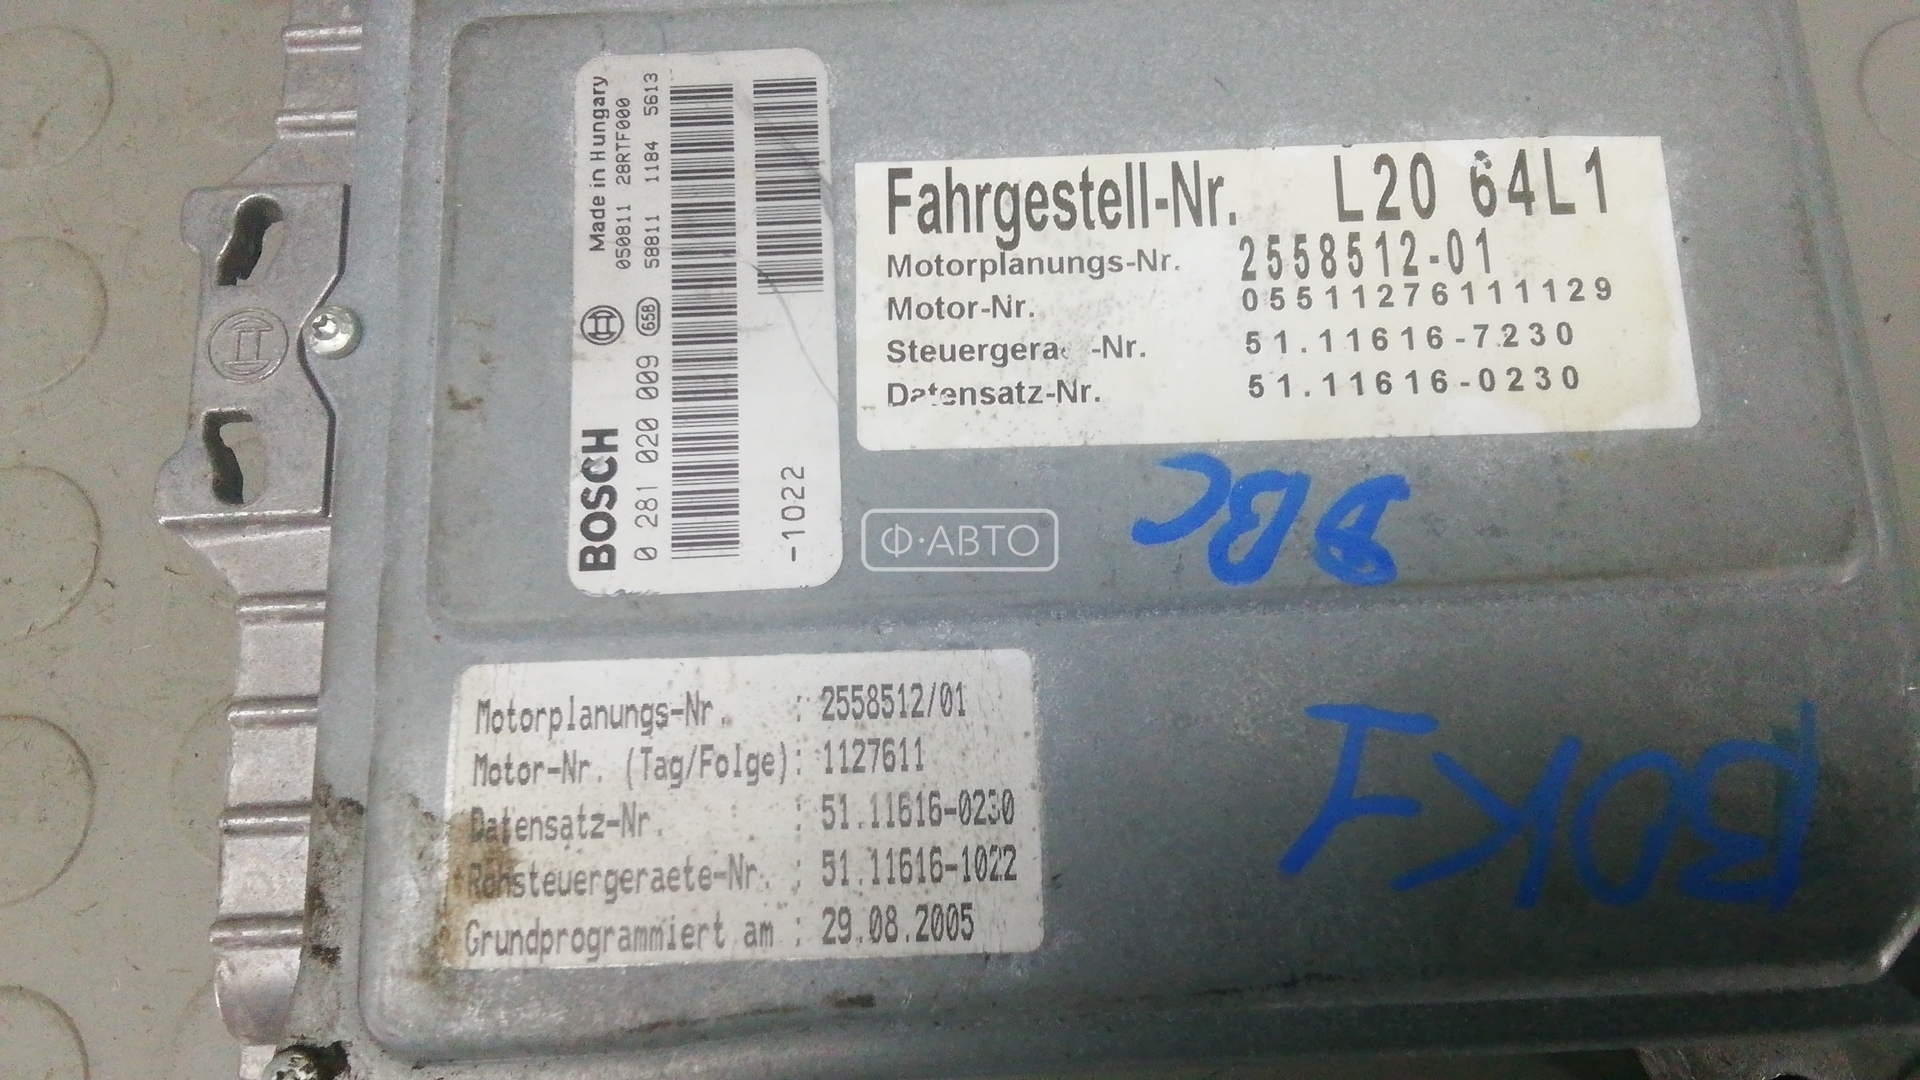 Made in Hungary
050811 28RTF000
58811 1184 5613
658
BOSCH
0 281 020 009
-1022
Fahrgestell-Nr. L20 64L1
Motorplanungs-Nr. 2558512-01
Motor-Nr. 05511276111129
-Nr. 51.11616-7230
Datensatz-Nr. 51.11616-0230
Ф·АВТО
Motorplanungs-Nr. : 2558512/01
Motor-Nr. (Tag/Folge): 1127611
Datensatz-Nr. : 51.11616-0230
Rohsteuergeraete-Nr. : 51.11616-1022
Grundprogrammiert am : 29.08.2005